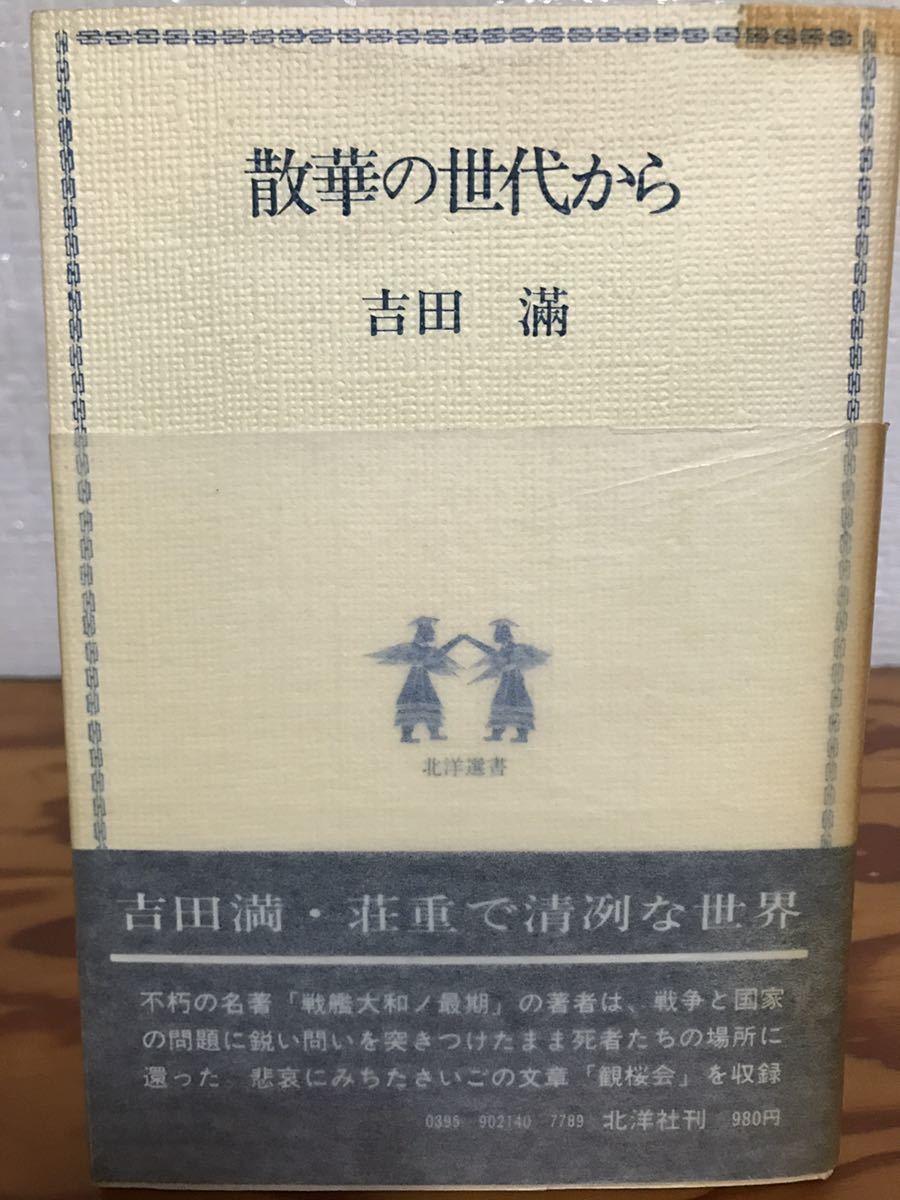 散華の世代から
吉田 滿
北洋選書
吉田満・荘重で清冽な世界
不朽の名著「戦艦大和ノ最期」の著者は、戦争と国家
の問題に鋭い問いを突きつけたまま死者たちの場所に
還った 悲哀にみちたさいごの文章「観桜会」を収録
0395 902140 7789 北洋社刊 980円